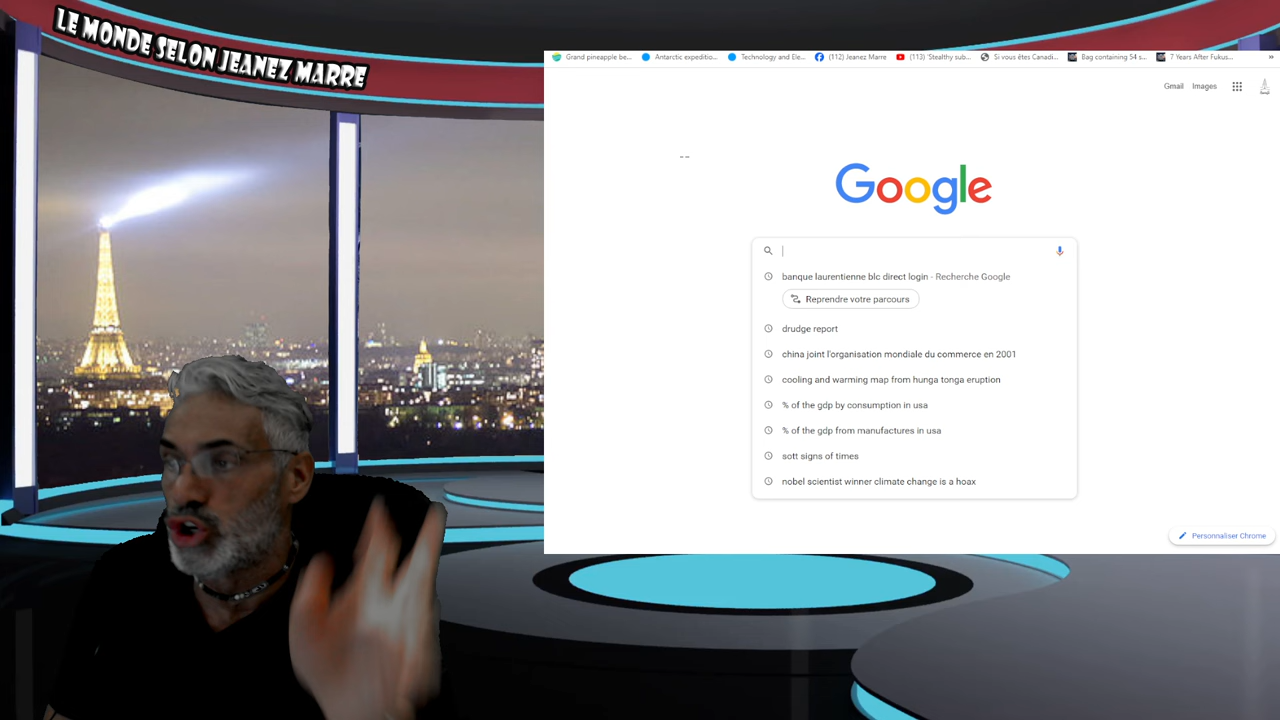 LE MONDE SELON JEANEZ MARRE
Grand pineapple be...
Antarctic expeditio...
Technology and Ele...
(112) Jeanez Marre
(113) 'Stealthy sub...
Si vous êtes Canadi...
Bag containing 54 s...
7 Years After Fukus...
»
Gmail Images
Google
banque laurentienne blc direct login - Recherche Google
Reprendre votre parcours
drudge report
china joint l'organisation mondiale du commerce en 2001
cooling and warming map from hunga tonga eruption
% of the gdp by consumption in usa
% of the gdp from manufactures in usa
sott signs of times
nobel scientist winner climate change is a hoax
Personnaliser Chrome